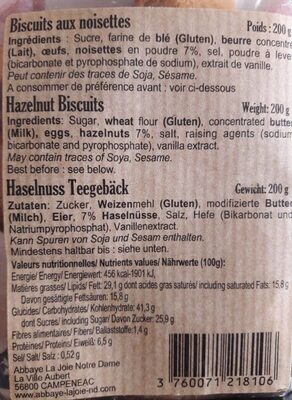 Biscuits aux noisettes Poids : 200 g
Ingrédients : Sucre, farine de blé (Gluten), beurre concentré
(Lait), œufs, noisettes en poudre 7%, sel, poudre à lever
(bicarbonate et pyrophosphate de sodium), extrait de vanille.
Peut contenir des traces de Soja, Sésame.
A consommer de préférence avant : voir ci-dessous
Hazelnut Biscuits Weight: 200 g
Ingredients: Sugar, wheat flour (Gluten), concentrated butter
(Milk), eggs, hazelnuts 7%, salt, raising agents (sodium
bicarbonate and pyrophosphate), vanilla extract.
May contain traces of Soya, Sesame.
Best before : see below.
Haselnuss Teegebäck Gewicht: 200 g
Zutaten: Zucker, Weizenmehl (Gluten), modifizierte Butter
(Milch), Eier, 7% Haselnüsse, Salz, Hefe (Bikarbonat und
Natriumpyrophosphat), Vanillenextract.
Kann Spuren von Soja und Sesam enthalten.
Mindestens haltbar bis : siehe unten.
Valeurs nutritionnelles/ Nutrients values/ Nährwerte (100g):
Energie/ Energy/ Energiewert: 456 kcal-1901 kJ,
Matières grasses/ Lipids/ Fett: 29,1 g dont acides gras saturés/ including saturated Fats: 15,8 g
Davon gesättigte Fettsäuren: 15,8 g
Glucides/ Carbohydrates/ Kohlenhydrate: 41,3 g
dont Sucres/ including Sugar/ Davon Zucker: 25,9 g
Fibres alimentaires/ Fibers/ Ballaststoffe:1,4 g
Protéines/ Proteins/ Eiweiß: 6,5 g
Sel/ Salt/ Salz : 0,52 g
Abbaye La Joie Notre Dame
La Ville Aubert
56800 CAMPENEAC
www.abbaye-lajoie-nd.com
3 760071 218106